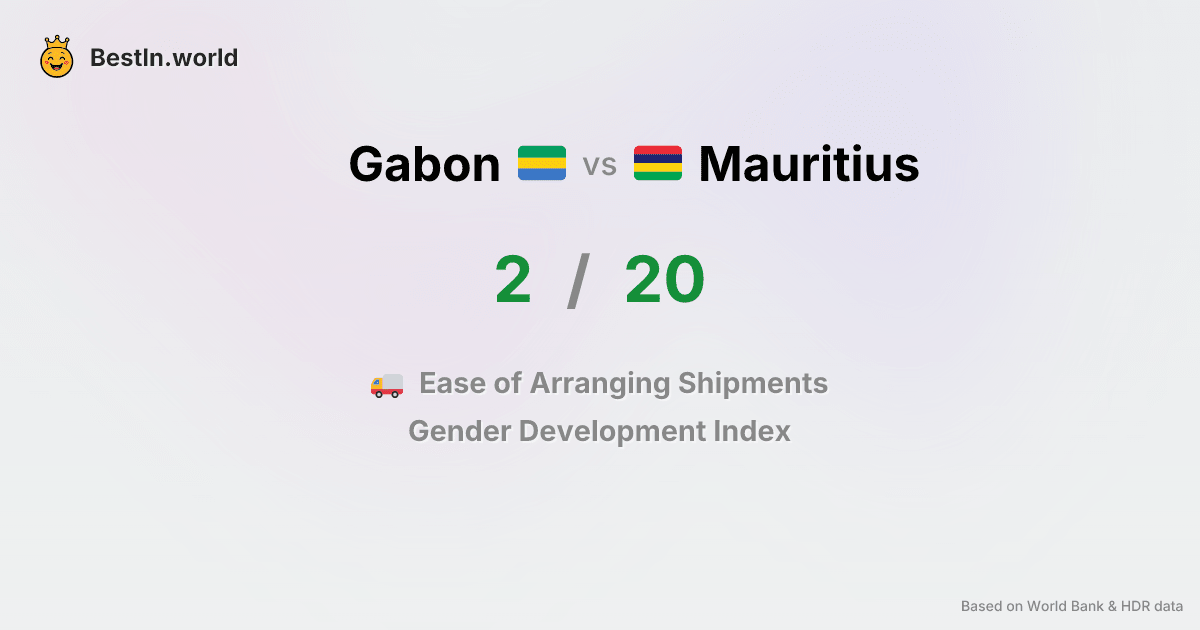 BestIn.world
Gabon vs Mauritius
2 / 20
Ease of Arranging Shipments
Gender Development Index
Based on World Bank & HDR data